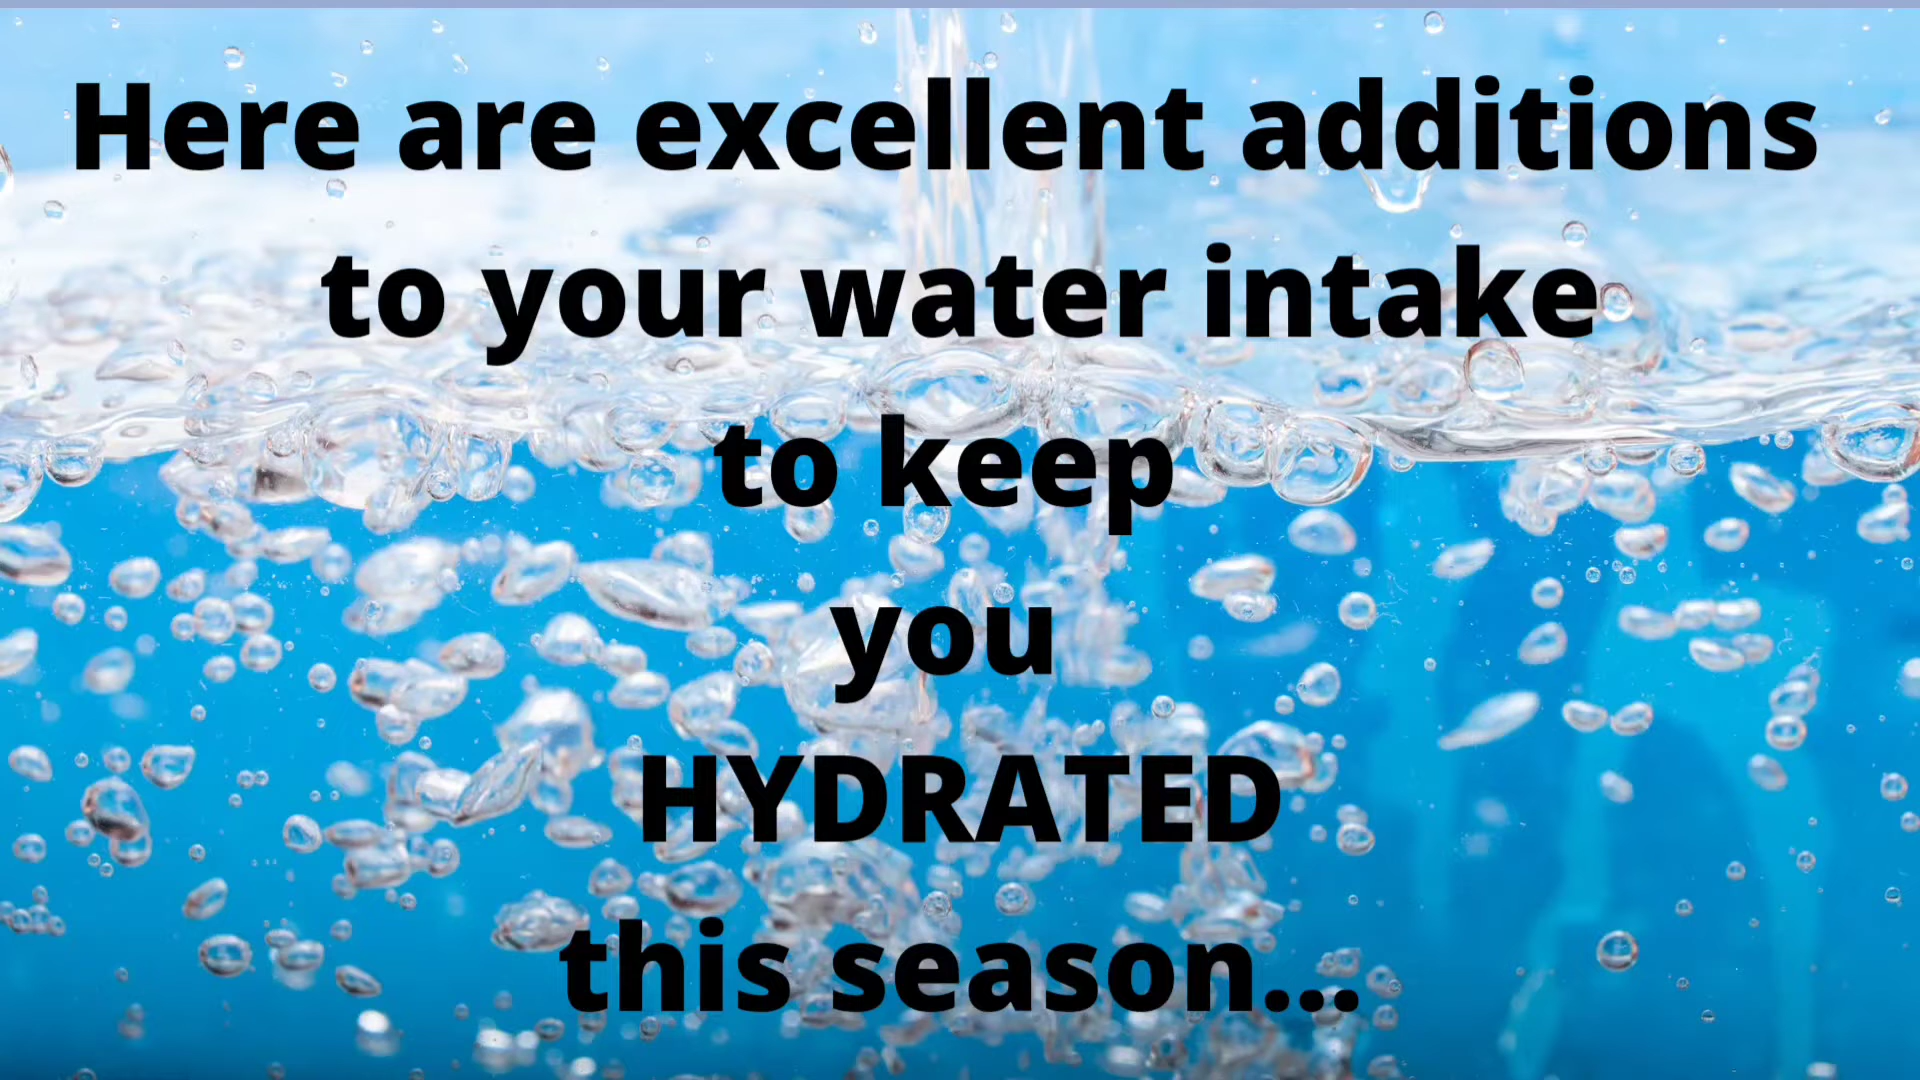 Here are excellent additions
to your water intake
to keep
you
HYDRATED
this season...